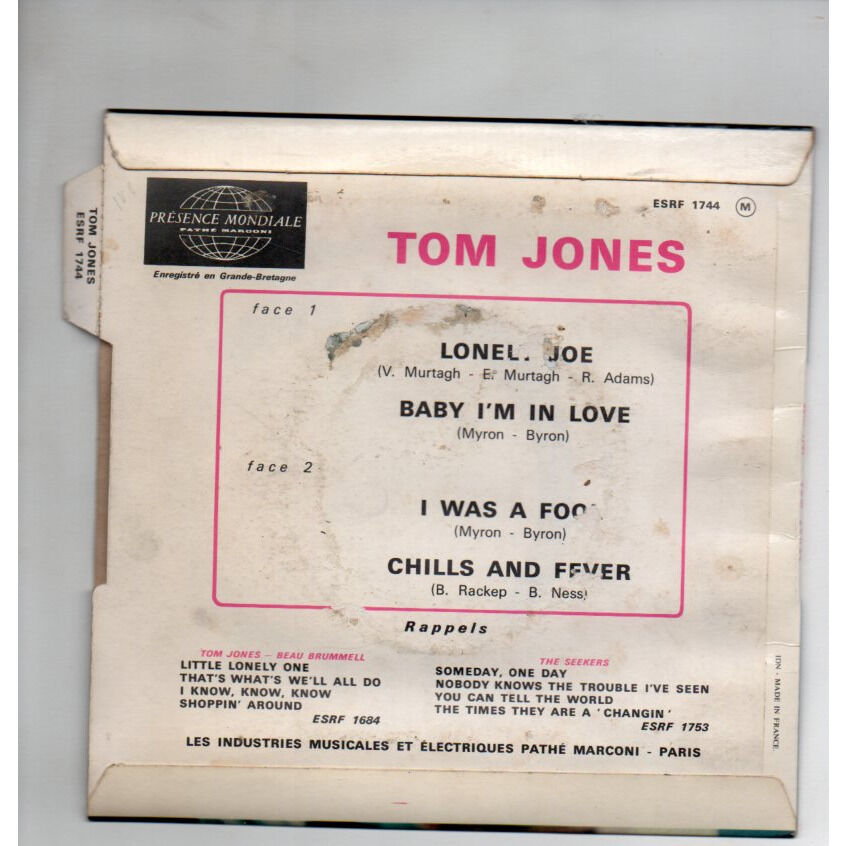 PRÉSENCE MONDIALE
PATHÉ MARCONI
Enregistré en Grande-Bretagne
TOM JONES
ESRF 1744
ESRF 1744 M
TOM JONES
face 1
JOE
(V. Murtagh - E. Murtagh - R. Adams)
BABY I'M IN LOVE
(Myron - Byron)
face 2
I WAS A
(Myron - Byron)
CHILLS AND FEVER
(B. Rackep - B. Ness)
Rappels
TOM JONES - BEAU BRUMMELL
LITTLE LONELY ONE
THAT'S WHAT'S WE'LL ALL DO
I KNOW, KNOW, KNOW
SHOPPIN' AROUND
ESRF 1684
THE SEEKERS
SOMEDAY, ONE DAY
NOBODY KNOWS THE TROUBLE I'VE SEEN
YOU CAN TELL THE WORLD
THE TIMES THEY ARE A 'CHANGIN'
ESRF 1753
LES INDUSTRIES MUSICALES ET ÉLECTRIQUES PATHÉ MARCONI - PARIS
IDN - MADE IN FRANCE.